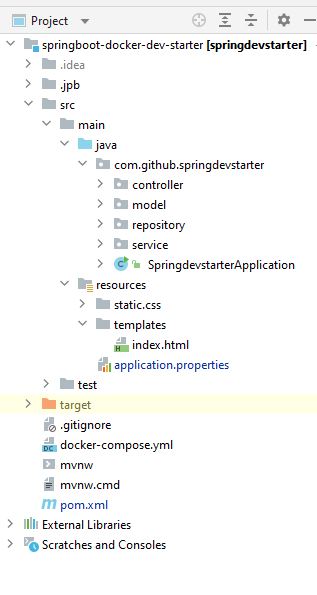 Project
springboot-docker-dev-starter [springdevstarter]
.idea
.jpb
src
main
java
com.github.springdevstarter
controller
model
repository
service
SpringdevstarterApplication
resources
static.css
templates
index.html
application.properties
test
target
.gitignore
docker-compose.yml
mvnw
mvnw.cmd
pom.xml
External Libraries
Scratches and Consoles